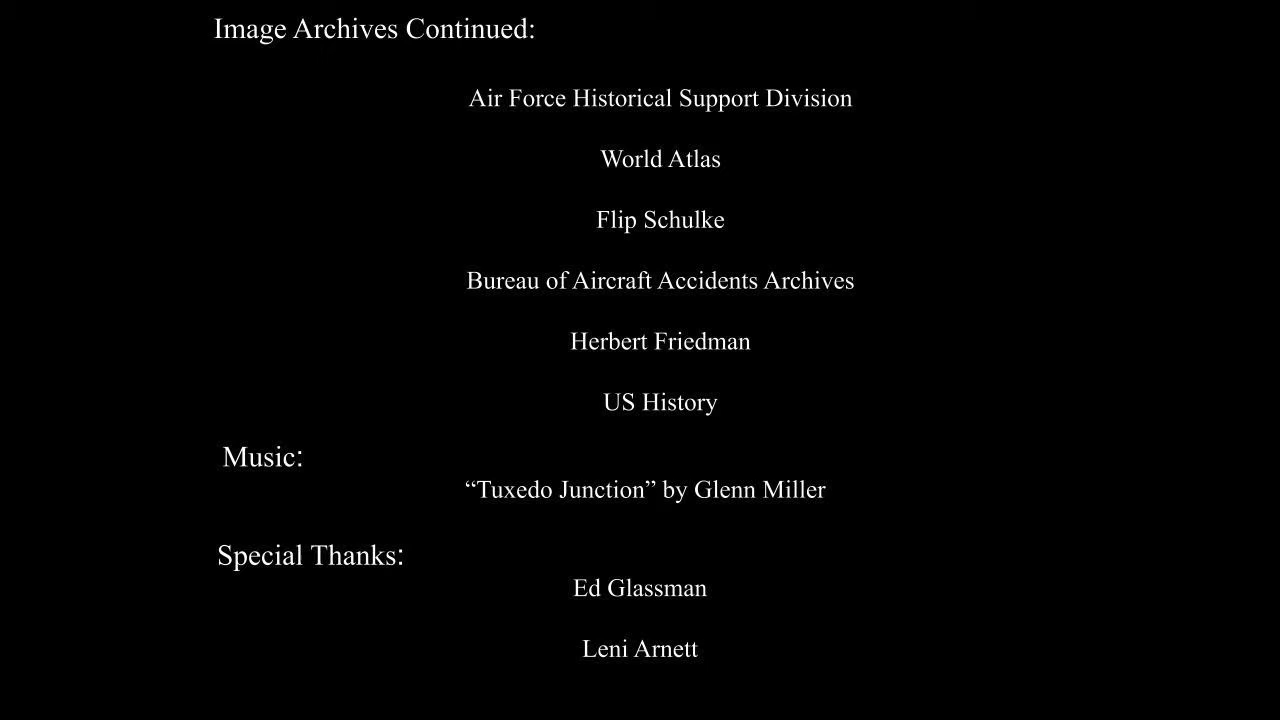 Image Archives Continued:
Air Force Historical Support Division
World Atlas
Flip Schulke
Bureau of Aircraft Accidents Archives
Herbert Friedman
US History
Music:
“Tuxedo Junction” by Glenn Miller
Special Thanks:
Ed Glassman
Leni Arnett